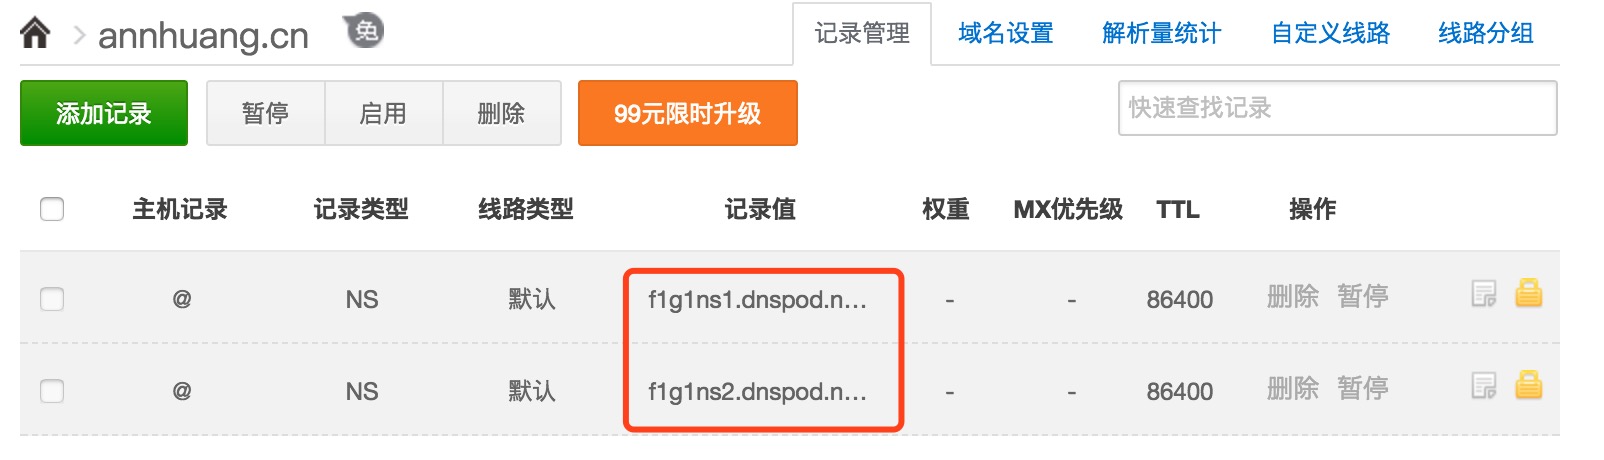 annhuang.cn 免 记录管理 域名设置 解析量统计 自定义线路 线路分组
添加记录 暂停 启用 删除 99元限时升级 快速查找记录
主机记录 记录类型 线路类型 记录值 权重 MX优先级 TTL 操作
@ NS 默认 f1g1ns1.dnspod.n... - - 86400 删除 暂停
@ NS 默认 f1g1ns2.dnspod.n... - - 86400 删除 暂停